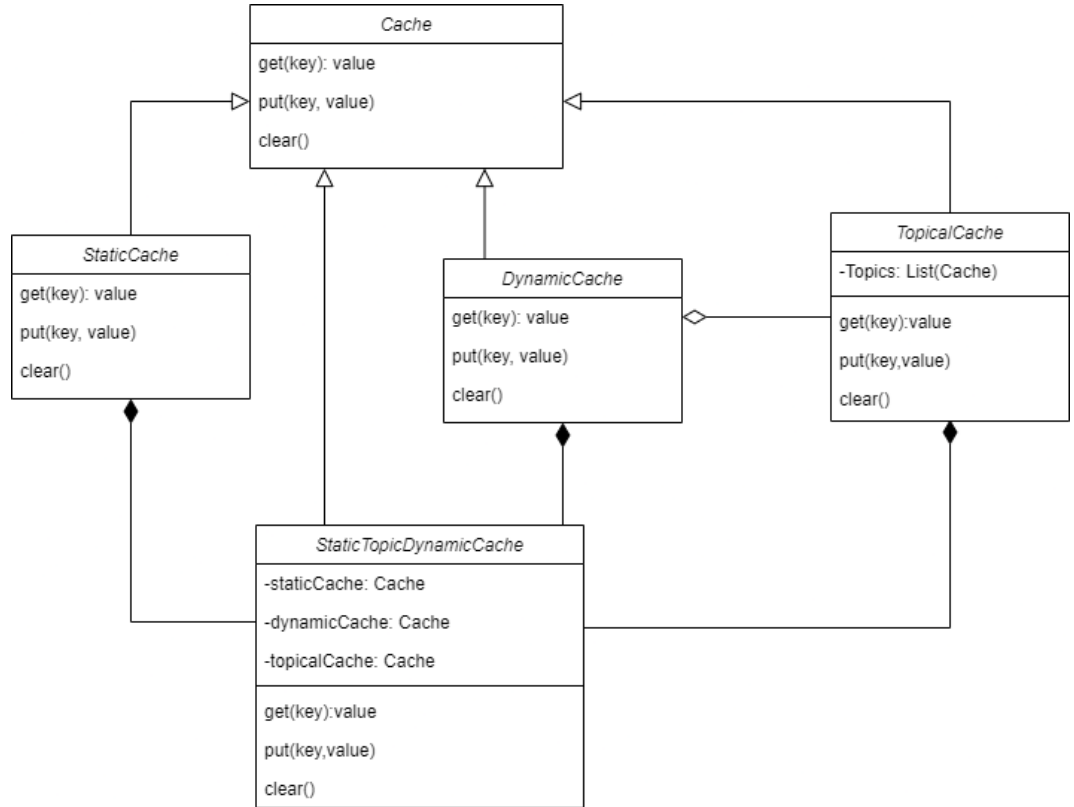 Cache
get(key): value
put(key, value)
clear()
StaticCache
get(key): value
put(key, value)
clear()
DynamicCache
get(key): value
put(key, value)
clear()
TopicalCache
-Topics: List(Cache)
get(key):value
put(key,value)
clear()
StaticTopicDynamicCache
-staticCache: Cache
-dynamicCache: Cache
-topicalCache: Cache
get(key):value
put(key,value)
clear()